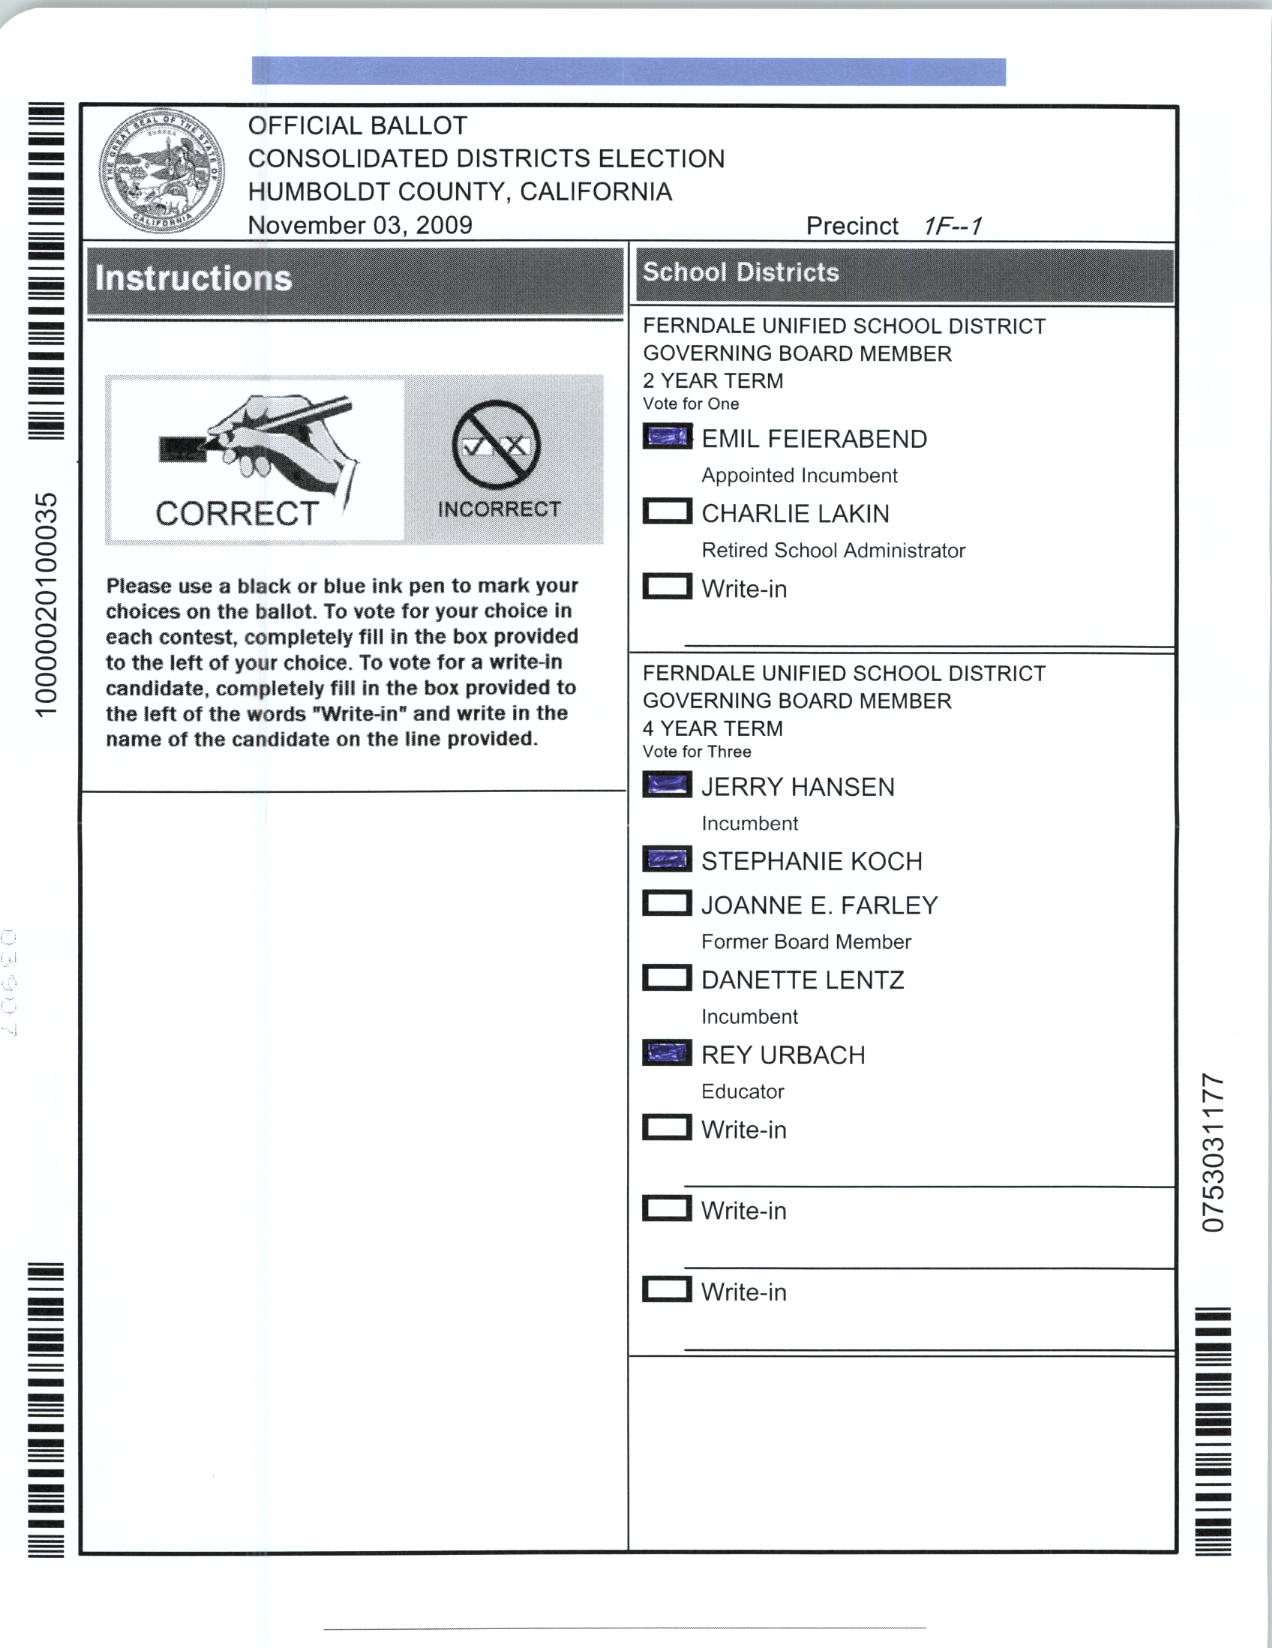 OFFICIAL BALLOT
CONSOLIDATED DISTRICTS ELECTION
HUMBOLDT COUNTY, CALIFORNIA
November 03, 2009
Precinct 1F--1
THE GREAT SEAL OF THE STATE OF CALIFORNIA
EUREKA
Instructions
CORRECT
INCORRECT
Please use a black or blue ink pen to mark your
choices on the ballot. To vote for your choice in
each contest, completely fill in the box provided
to the left of your choice. To vote for a write-in
candidate, completely fill in the box provided to
the left of the words "Write-in" and write in the
name of the candidate on the line provided.
School Districts
FERNDALE UNIFIED SCHOOL DISTRICT
GOVERNING BOARD MEMBER
2 YEAR TERM
Vote for One
EMIL FEIERABEND
Appointed Incumbent
CHARLIE LAKIN
Retired School Administrator
Write-in
FERNDALE UNIFIED SCHOOL DISTRICT
GOVERNING BOARD MEMBER
4 YEAR TERM
Vote for Three
JERRY HANSEN
Incumbent
STEPHANIE KOCH
JOANNE E. FARLEY
Former Board Member
DANETTE LENTZ
Incumbent
REY URBACH
Educator
Write-in
Write-in
Write-in
10000020100035
0753031177